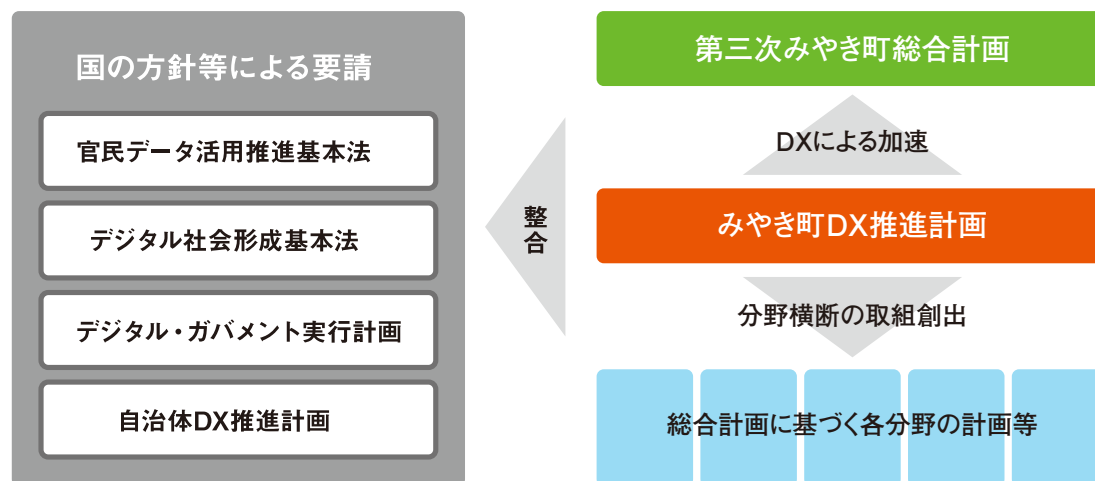 国の方針等による要請
官民データ活用推進基本法
デジタル社会形成基本法
デジタル・ガバメント実行計画
自治体DX推進計画
整合
第三次みやき町総合計画
DXによる加速
みやき町DX推進計画
分野横断の取組創出
総合計画に基づく各分野の計画等